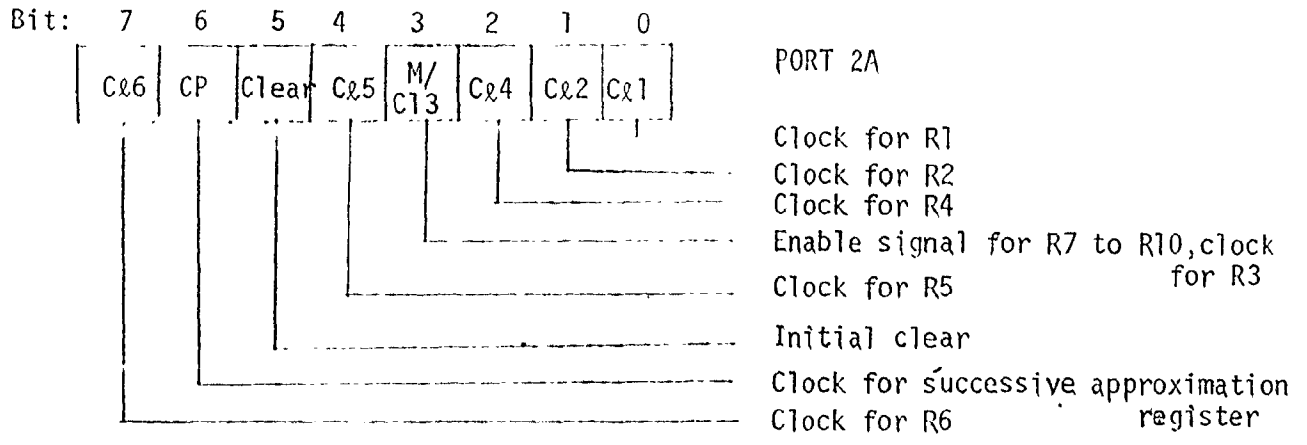 Bit: 7 6 5 4 3 2 1 0
PORT 2A
Cℓ6 CP Clear Cℓ5 M/Cl3 Cℓ4 Cℓ2 Cℓ1
Clock for R1
Clock for R2
Clock for R4
Enable signal for R7 to R10,clock
for R3
Clock for R5
Initial clear
Clock for successive approximation
register
Clock for R6